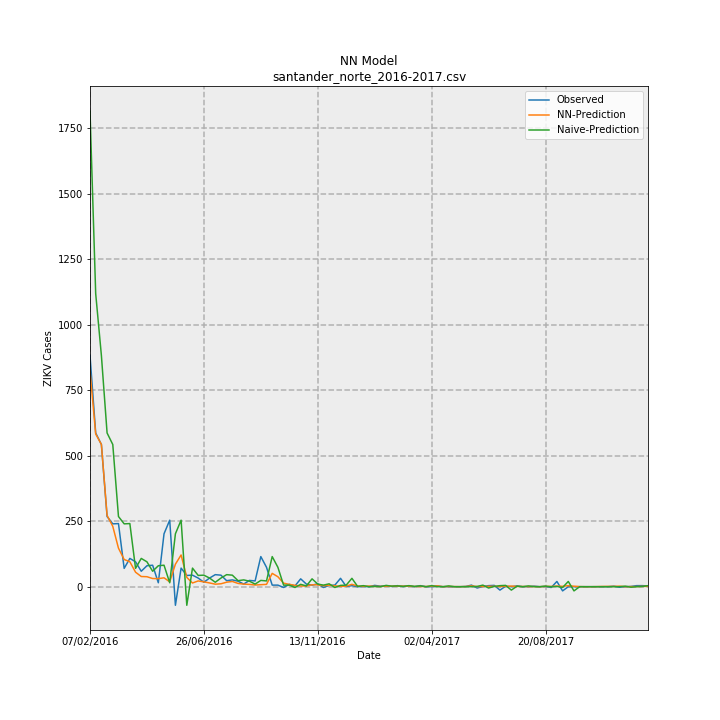 NN Model
santander_norte_2016-2017.csv
Observed
NN-Prediction
Naive-Prediction
1750
1500
1250
1000
750
500
250
0
ZIKV Cases
07/02/2016
26/06/2016
13/11/2016
02/04/2017
20/08/2017
Date